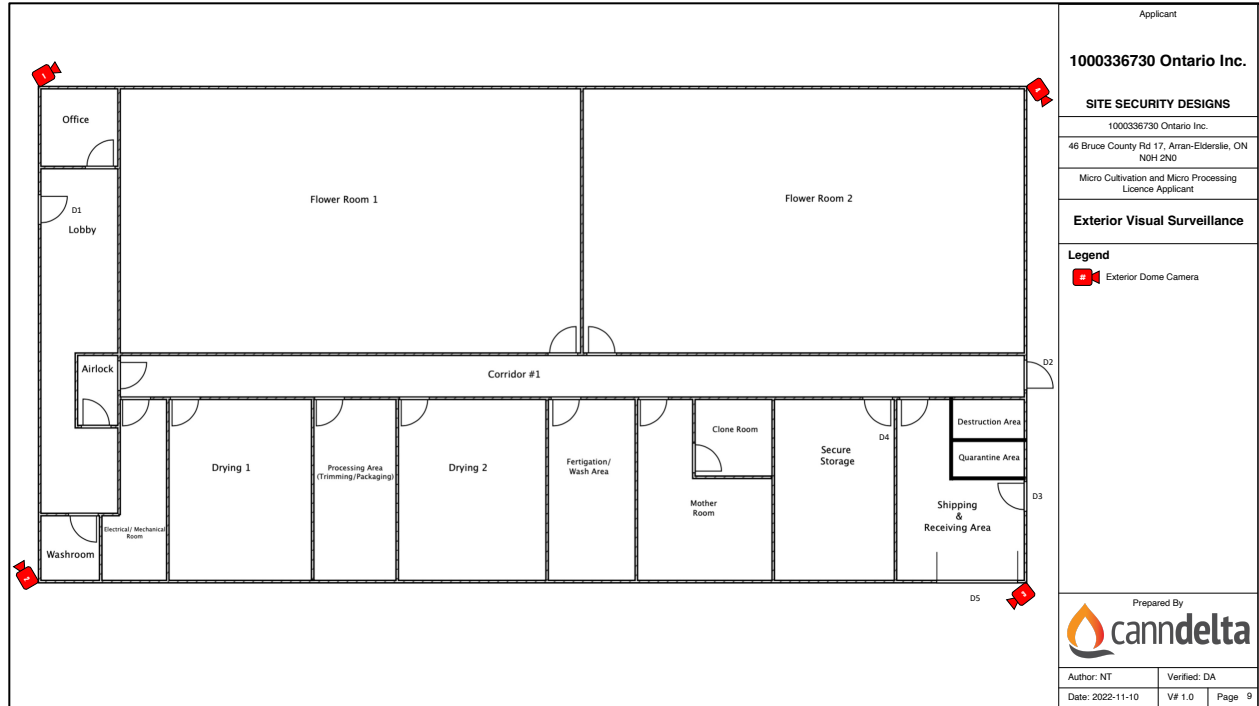 1
4
Office
D1
Lobby
Flower Room 1
Flower Room 2
Airlock
Corridor #1
D2
Drying 1
Processing Area
(Trimming/Packaging)
Drying 2
Fertigation/
Wash Area
Clone Room
Mother
Room
Secure
Storage
D4
Destruction Area
Quarantine Area
D3
Shipping
&
Receiving Area
Electrical/ Mechanical
Room
Washroom
2
3
D5
Applicant
1000336730 Ontario Inc.
SITE SECURITY DESIGNS
1000336730 Ontario Inc.
46 Bruce County Rd 17, Arran-Elderslie, ON
N0H 2N0
Micro Cultivation and Micro Processing
Licence Applicant
Exterior Visual Surveillance
Legend
# Exterior Dome Camera
Prepared By
canndelta
Author: NT
Verified: DA
Date: 2022-11-10
V# 1.0
Page 9